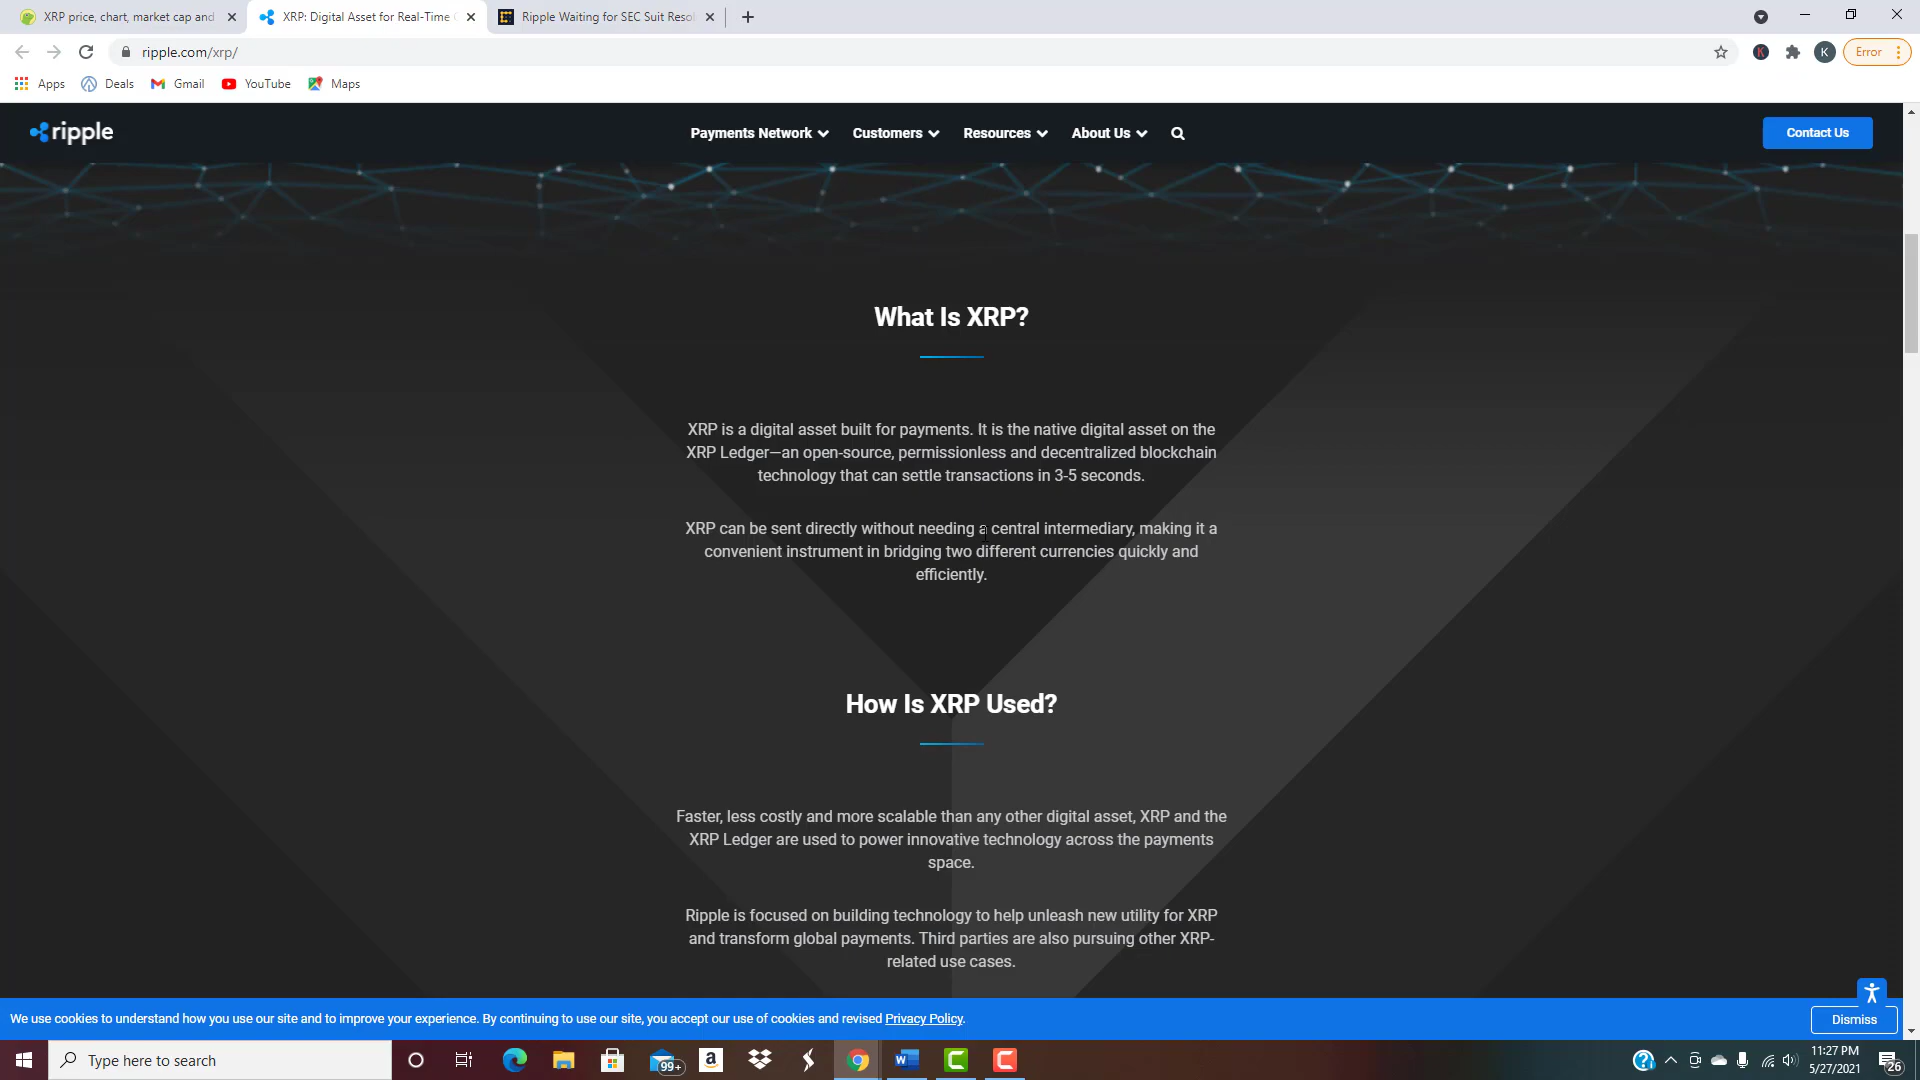 XRP price, chart, market cap and
XRP: Digital Asset for Real-Time
Ripple Waiting for SEC Suit Reso
ripple.com/xrp/
K
K
Error
Apps
Deals
Gmail
YouTube
Maps
ripple
Payments Network
Customers
Resources
About Us
Contact Us
What Is XRP?
XRP is a digital asset built for payments. It is the native digital asset on the
XRP Ledger—an open-source, permissionless and decentralized blockchain
technology that can settle transactions in 3-5 seconds.
XRP can be sent directly without needing a central intermediary, making it a
convenient instrument in bridging two different currencies quickly and
efficiently.
How Is XRP Used?
Faster, less costly and more scalable than any other digital asset, XRP and the
XRP Ledger are used to power innovative technology across the payments
space.
Ripple is focused on building technology to help unleash new utility for XRP
and transform global payments. Third parties are also pursuing other XRP-
related use cases.
We use cookies to understand how you use our site and to improve your experience. By continuing to use our site, you accept our use of cookies and revised Privacy Policy.
Dismiss
Type here to search
99+
11:27 PM
5/27/2021
26